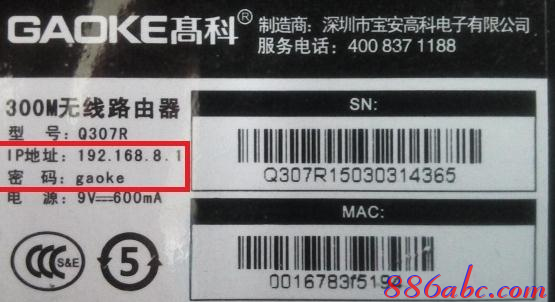 GAOKE高科®
制造商：深圳市宝安高科电子有限公司
服务电话：400 837 1188
300M无线路由器
型 号：Q307R
IP地址：192.168.8.1
密 码：gaoke
电 源：9V⎓600mA
SN:
Q307R15030314365
MAC:
0016783f519
CCC S&E
5
886abc.com